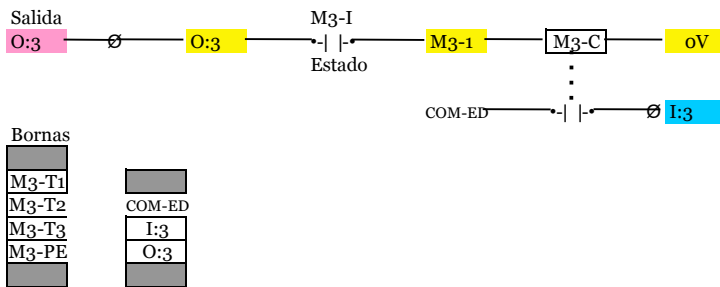 Salida M3-I
O:3 Ø O:3 •-| |-• M3-1 M3-C 0V
Estado
COM-ED •-| |-• Ø I:3
Bornas
M3-T1
M3-T2 COM-ED
M3-T3 I:3
M3-PE O:3